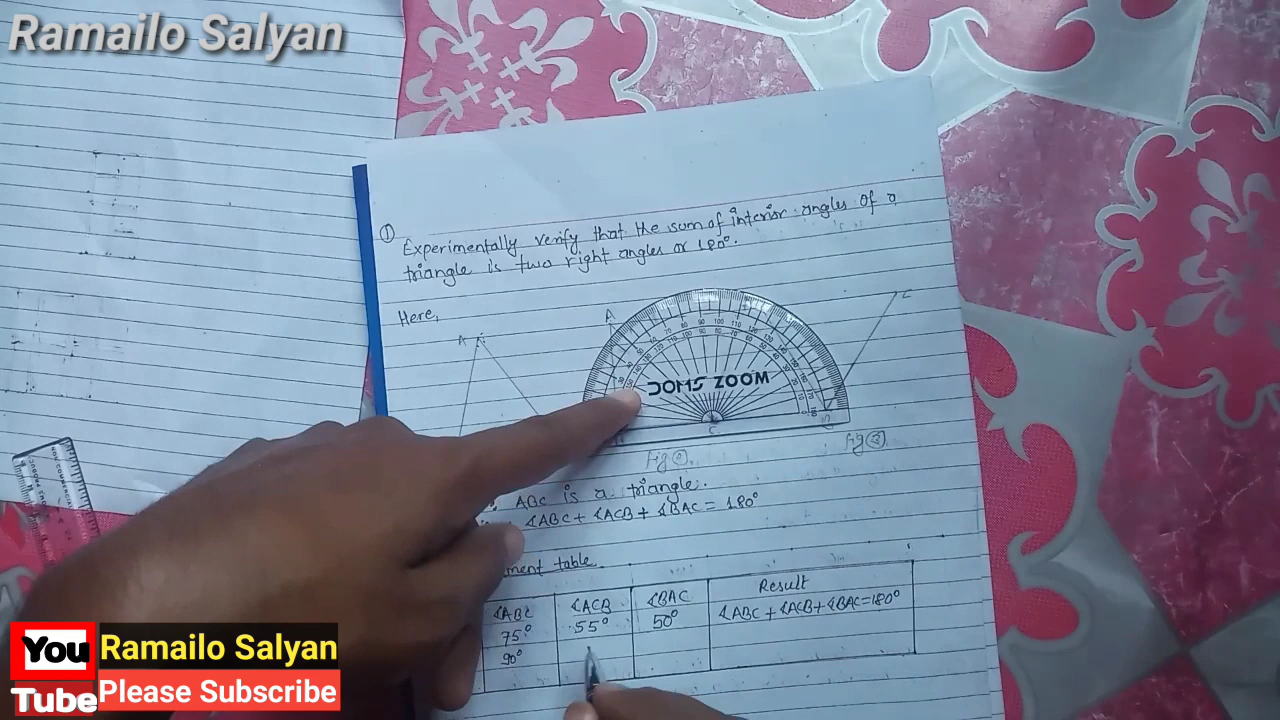 Ramailo Salyan
① Experimentally verify that the sum of interior angles of a
triangle is two right angles or 180°.
Here,
A
A
C
DOMS ZOOM
C
B
Fig ②
Fig ③
ABC is a triangle.
∡ABC + ∡ACB + ∡BAC = 180°
ment table
∡ABC ∡ACB ∡BAC Result
75° 55° 50° ∡ABC + ∡ACB + ∡BAC = 180°
90°
You Tube
Ramailo Salyan
Please Subscribe